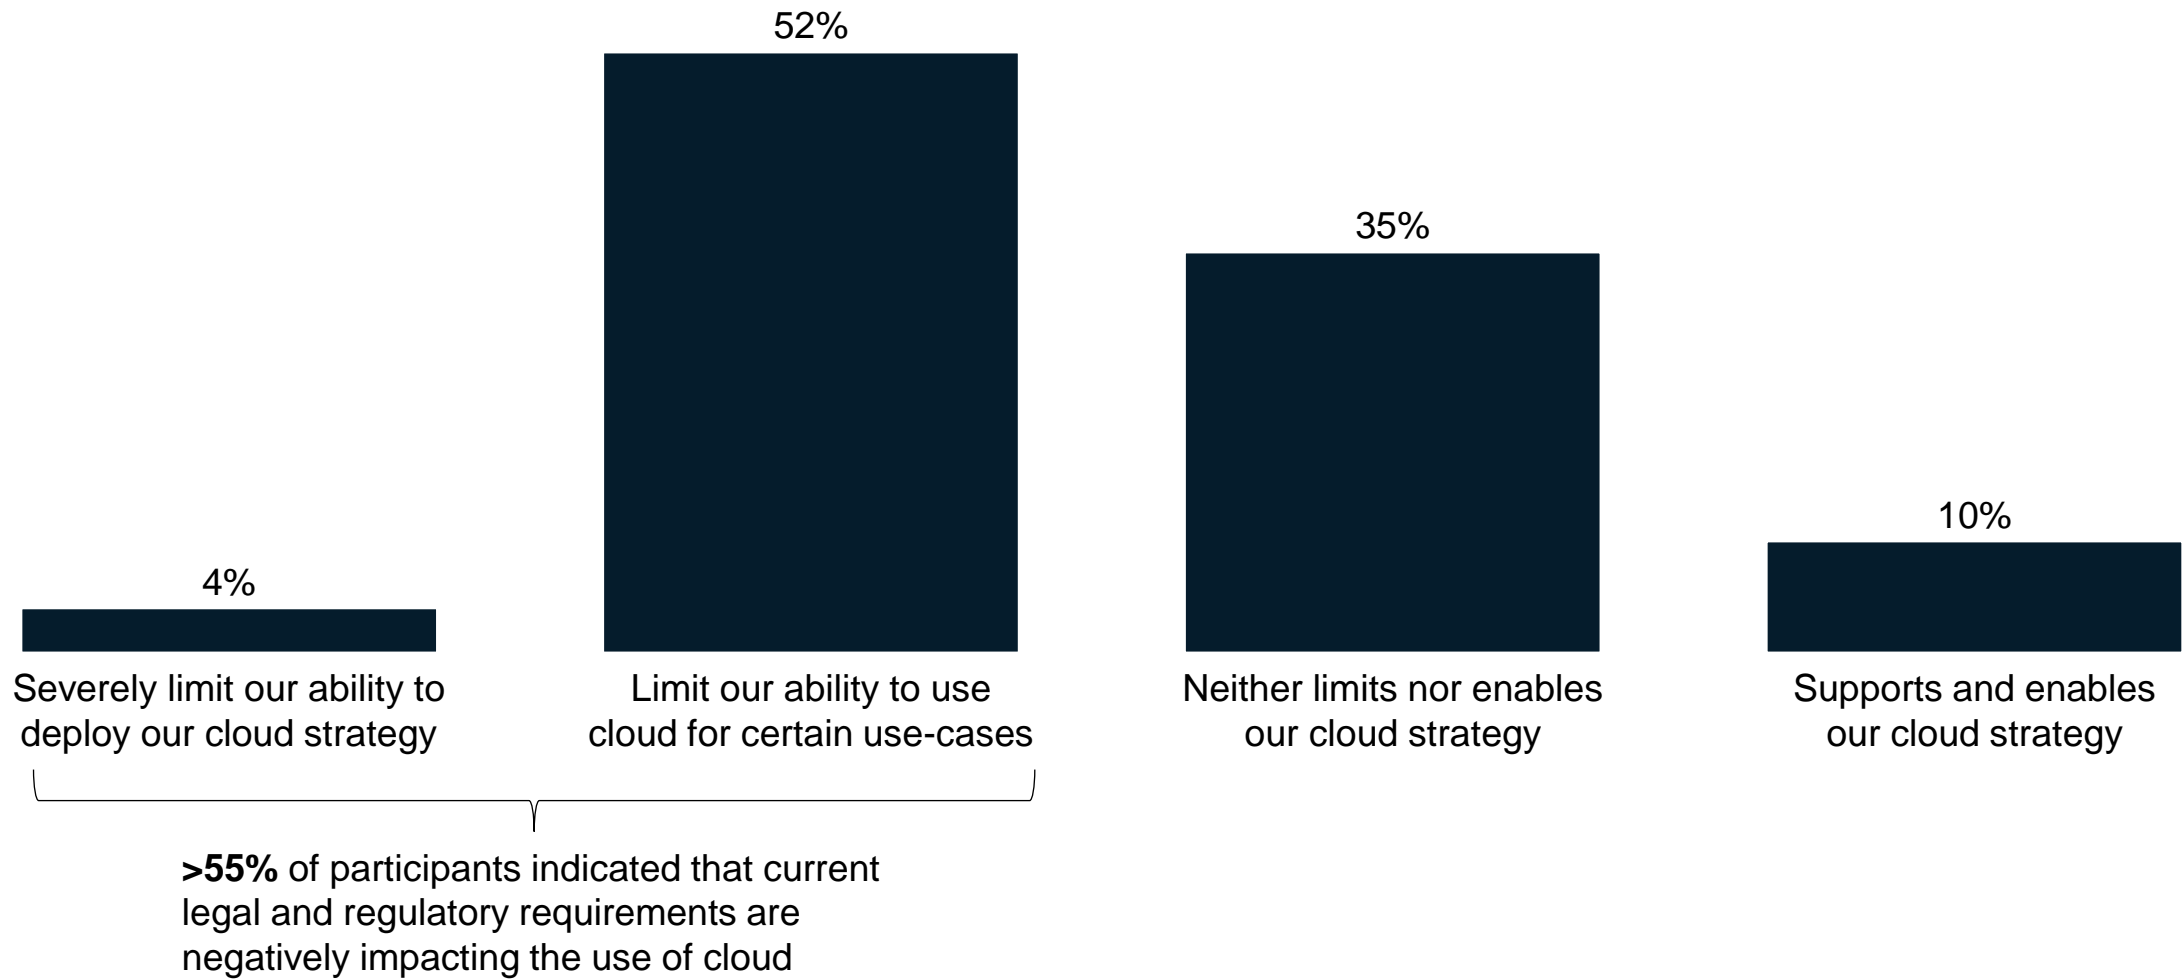 52%
35%
10%
4%
Severely limit our ability to
deploy our cloud strategy
Limit our ability to use
cloud for certain use-cases
Neither limits nor enables
our cloud strategy
Supports and enables
our cloud strategy
>55% of participants indicated that current
legal and regulatory requirements are
negatively impacting the use of cloud